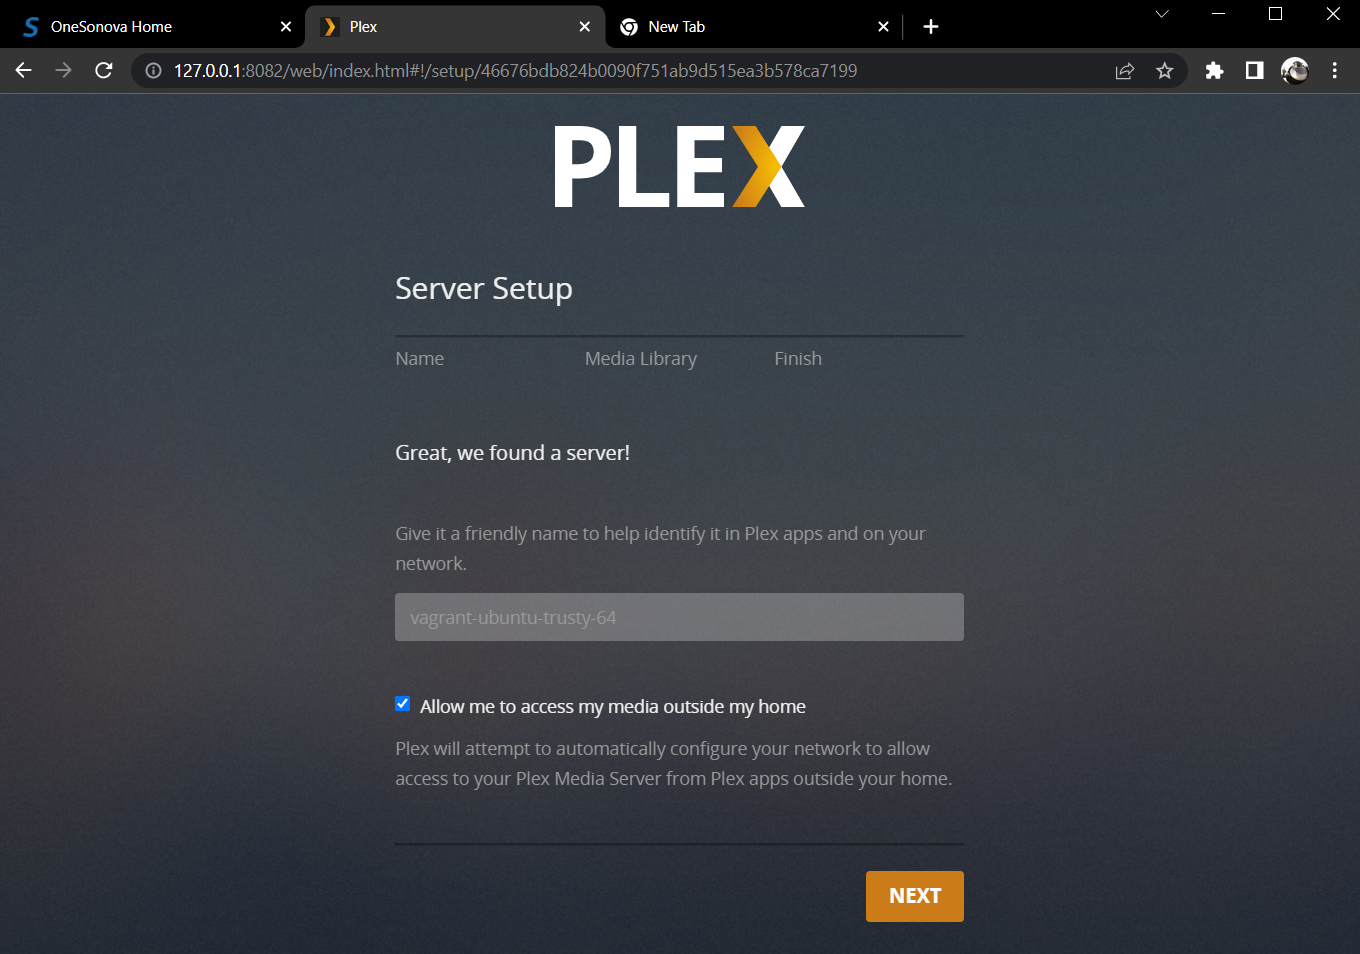 OneSonova Home
Plex
New Tab
127.0.0.1:8082/web/index.html#!/setup/46676bdb824b0090f751ab9d515ea3b578ca7199
PLEX
Server Setup
Name Media Library Finish
Great, we found a server!
Give it a friendly name to help identify it in Plex apps and on your
network.
vagrant-ubuntu-trusty-64
Allow me to access my media outside my home
Plex will attempt to automatically configure your network to allow
access to your Plex Media Server from Plex apps outside your home.
NEXT